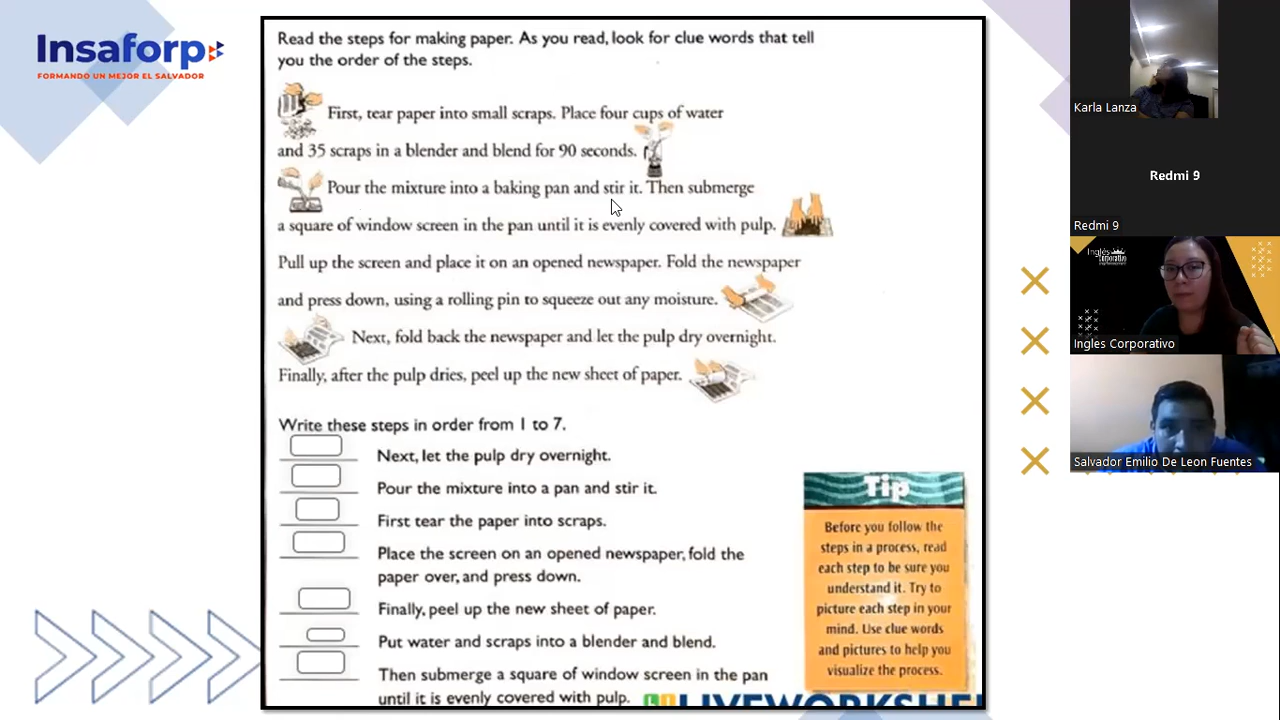 Insaforp
FORMANDO UN MEJOR EL SALVADOR
Read the steps for making paper. As you read, look for clue words that tell
you the order of the steps.
First, tear paper into small scraps. Place four cups of water
and 35 scraps in a blender and blend for 90 seconds.
Pour the mixture into a baking pan and stir it. Then submerge
a square of window screen in the pan until it is evenly covered with pulp.
Pull up the screen and place it on an opened newspaper. Fold the newspaper
and press down, using a rolling pin to squeeze out any moisture.
Next, fold back the newspaper and let the pulp dry overnight.
Finally, after the pulp dries, peel up the new sheet of paper.
Write these steps in order from 1 to 7.
Next, let the pulp dry overnight.
Pour the mixture into a pan and stir it.
First tear the paper into scraps.
Place the screen on an opened newspaper, fold the
paper over, and press down.
Finally, peel up the new sheet of paper.
Put water and scraps into a blender and blend.
Then submerge a square of window screen in the pan
until it is evenly covered with pulp.
Tip
Before you follow the
steps in a process, read
each step to be sure you
understand it. Try to
picture each step in your
mind. Use clue words
and pictures to help you
visualize the process.
LIVEWORKSHE
Karla Lanza
Redmi 9
Redmi 9
Inglés
Corporativo
Ingles Corporativo
Salvador Emilio De Leon Fuentes